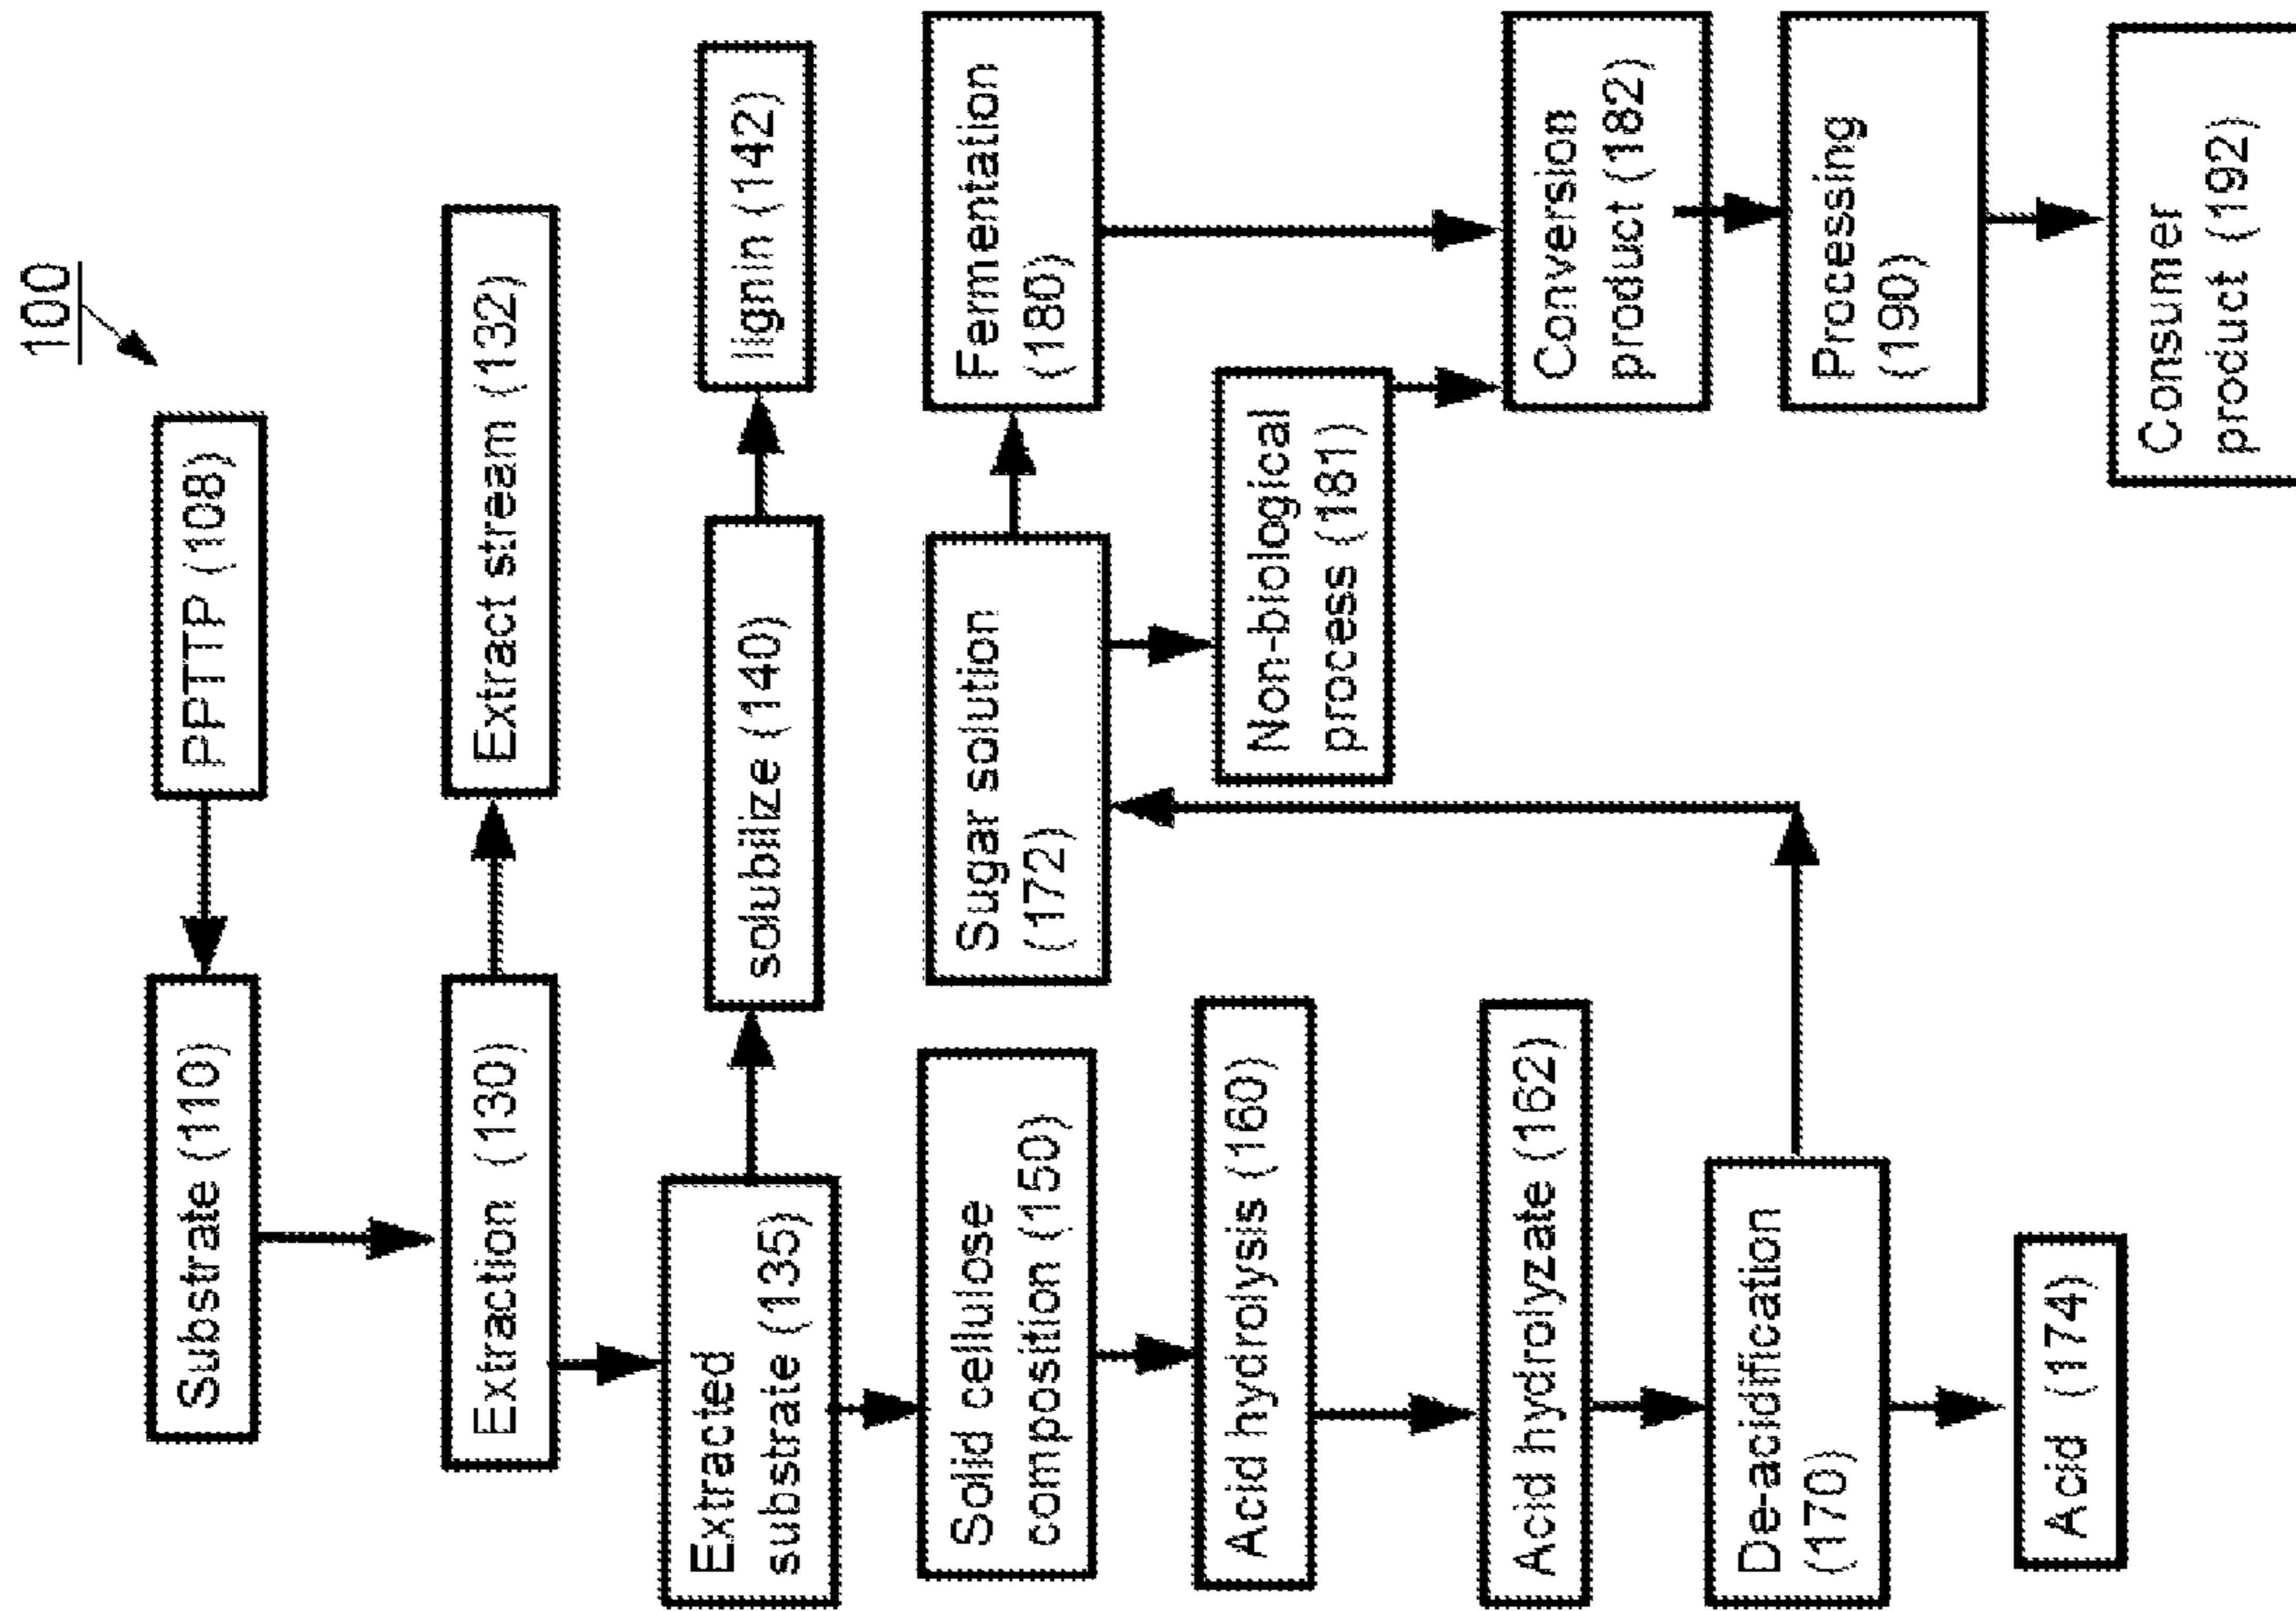 100
PPTTP (108)
Substrate (110)
Extraction (130)
Extract stream (132)
Extracted
substrate (135)
solubilize (140)
lignin (142)
Solid cellulose
composition (150)
Acid hydrolysis (160)
Acid hydrolyzate (162)
De-acidification
(170)
Acid (174)
Sugar solution
(172)
Fermentation
(180)
Non-biological
process (181)
Conversion
product (182)
Processing
(190)
Consumer
product (192)